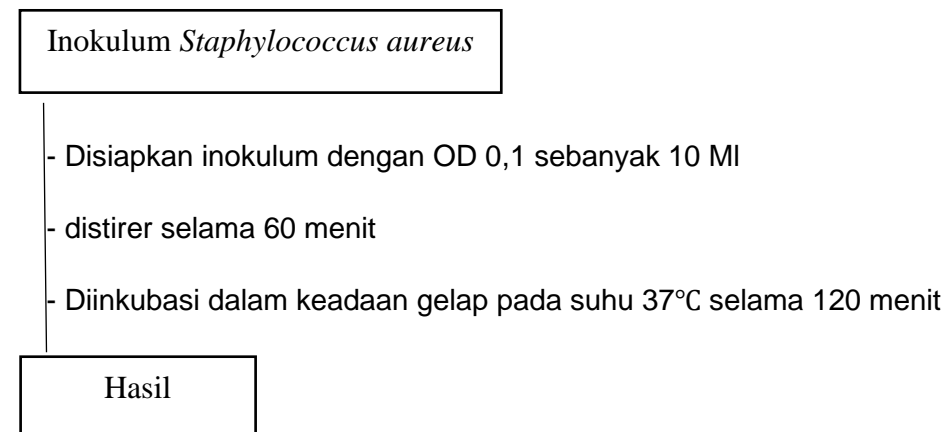 Inokulum Staphylococcus aureus
- Disiapkan inokulum dengan OD 0,1 sebanyak 10 Ml
- distirer selama 60 menit
- Diinkubasi dalam keadaan gelap pada suhu 37℃ selama 120 menit
Hasil